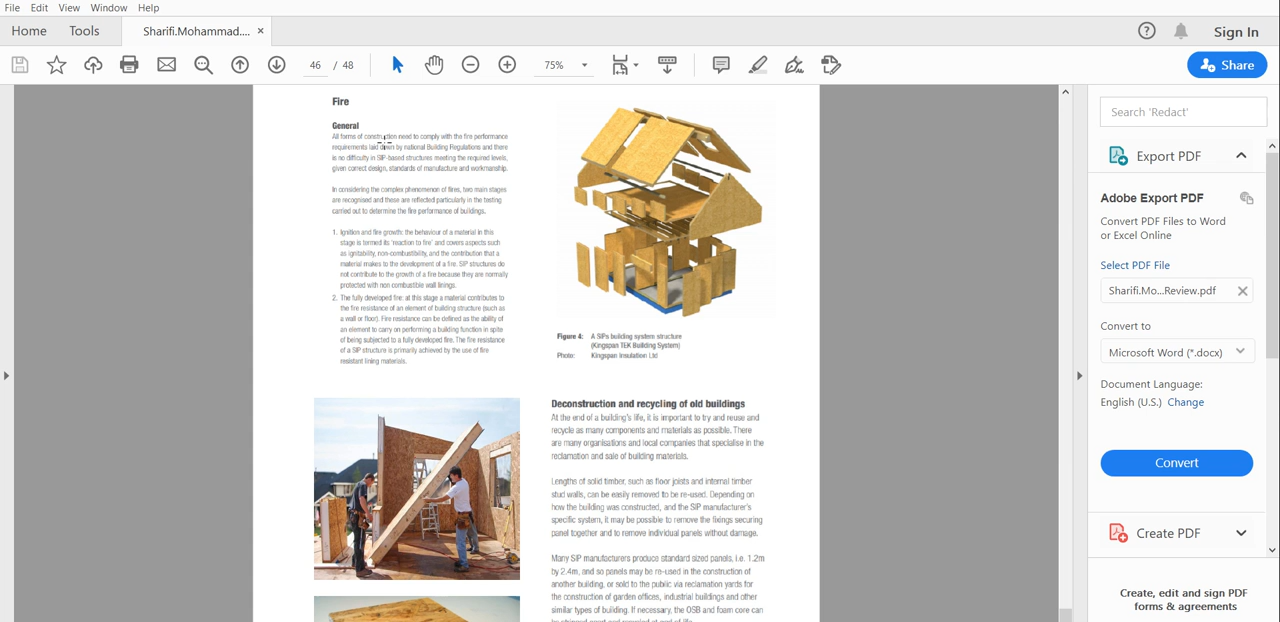 File Edit View Window Help
Home Tools Sharifi.Mohammad.... × Sign In
46 / 48 75% Share
Fire
General
All forms of construction need to comply with the fire performance
requirements laid down by national Building Regulations and there
is no difficulty in SIP-based structures meeting the required levels,
given correct design, standards of manufacture and workmanship.
In considering the complex phenomenon of fires, two main stages
are recognised and these are reflected particularly in the testing
carried out to determine the fire performance of buildings.
1. Ignition and fire growth: the behaviour of a material in this
stage is termed its 'reaction to fire' and covers aspects such
as ignitability, non-combustibility, and the contribution that a
material makes to the development of a fire. SIP structures do
not contribute to the growth of a fire because they are normally
protected with non combustible wall linings.
2. The fully developed fire: at this stage a material contributes to
the fire resistance of an element of building structure (such as
a wall or floor). Fire resistance can be defined as the ability of
an element to carry on performing a building function in spite
of being subjected to a fully developed fire. The fire resistance
of a SIP structure is primarily achieved by the use of fire
resistant lining materials.
Figure 4: A SIPs building system structure
(Kingspan TEK Building System)
Photo: Kingspan Insulation Ltd
Deconstruction and recycling of old buildings
At the end of a building's life, it is important to try and reuse and
recycle as many components and materials as possible. There
are many organisations and local companies that specialise in the
reclamation and sale of building materials.
Lengths of solid timber, such as floor joists and internal timber
stud walls, can be easily removed to be re-used. Depending on
how the building was constructed, and the SIP manufacturer's
specific system, it may be possible to remove the fixings securing
panel together and to remove individual panels without damage.
Many SIP manufacturers produce standard sized panels, i.e. 1.2m
by 2.4m, and so panels may be re-used in the construction of
another building, or sold to the public via reclamation yards for
the construction of garden offices, industrial buildings and other
similar types of building. If necessary, the OSB and foam core can
Search 'Redact'
Export PDF
Adobe Export PDF
Convert PDF Files to Word
or Excel Online
Select PDF File
Sharifi.Mo...Review.pdf
Convert to
Microsoft Word (*.docx)
Document Language:
English (U.S.) Change
Convert
Create PDF
Create, edit and sign PDF
forms & agreements